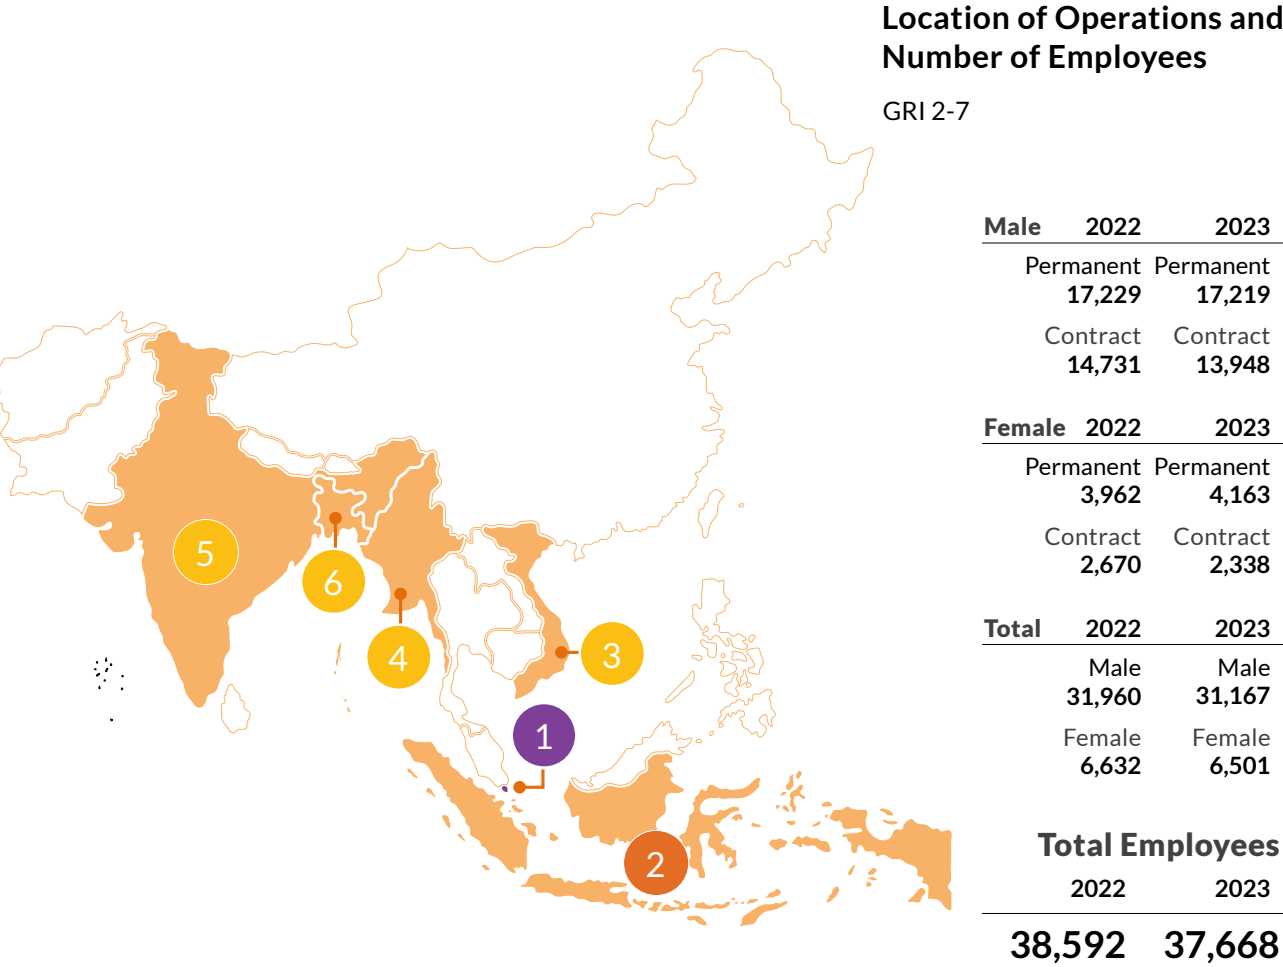 Location of Operations and
Number of Employees
GRI 2-7
Male 2022 2023
Permanent Permanent
17,229 17,219
Contract Contract
14,731 13,948
Female 2022 2023
Permanent Permanent
3,962 4,163
Contract Contract
2,670 2,338
Total 2022 2023
Male Male
31,960 31,167
Female Female
6,632 6,501
Total Employees
2022 2023
38,592 37,668
5
6
4
3
1
2